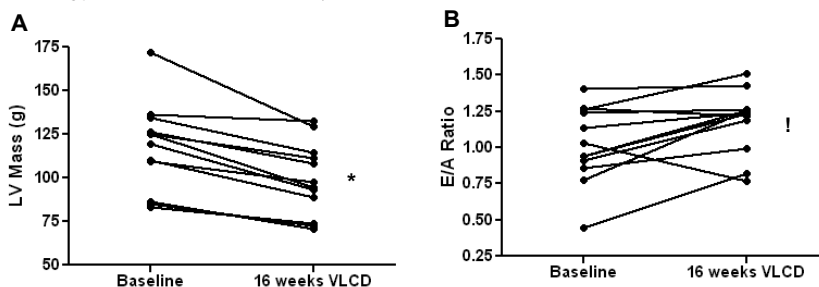 A
LV Mass (g)
175
150
125
100
75
50
*
Baseline
16 weeks VLCD
B
E/A Ratio
1.75
1.50
1.25
1.00
0.75
0.50
0.25
!
Baseline
16 weeks VLCD